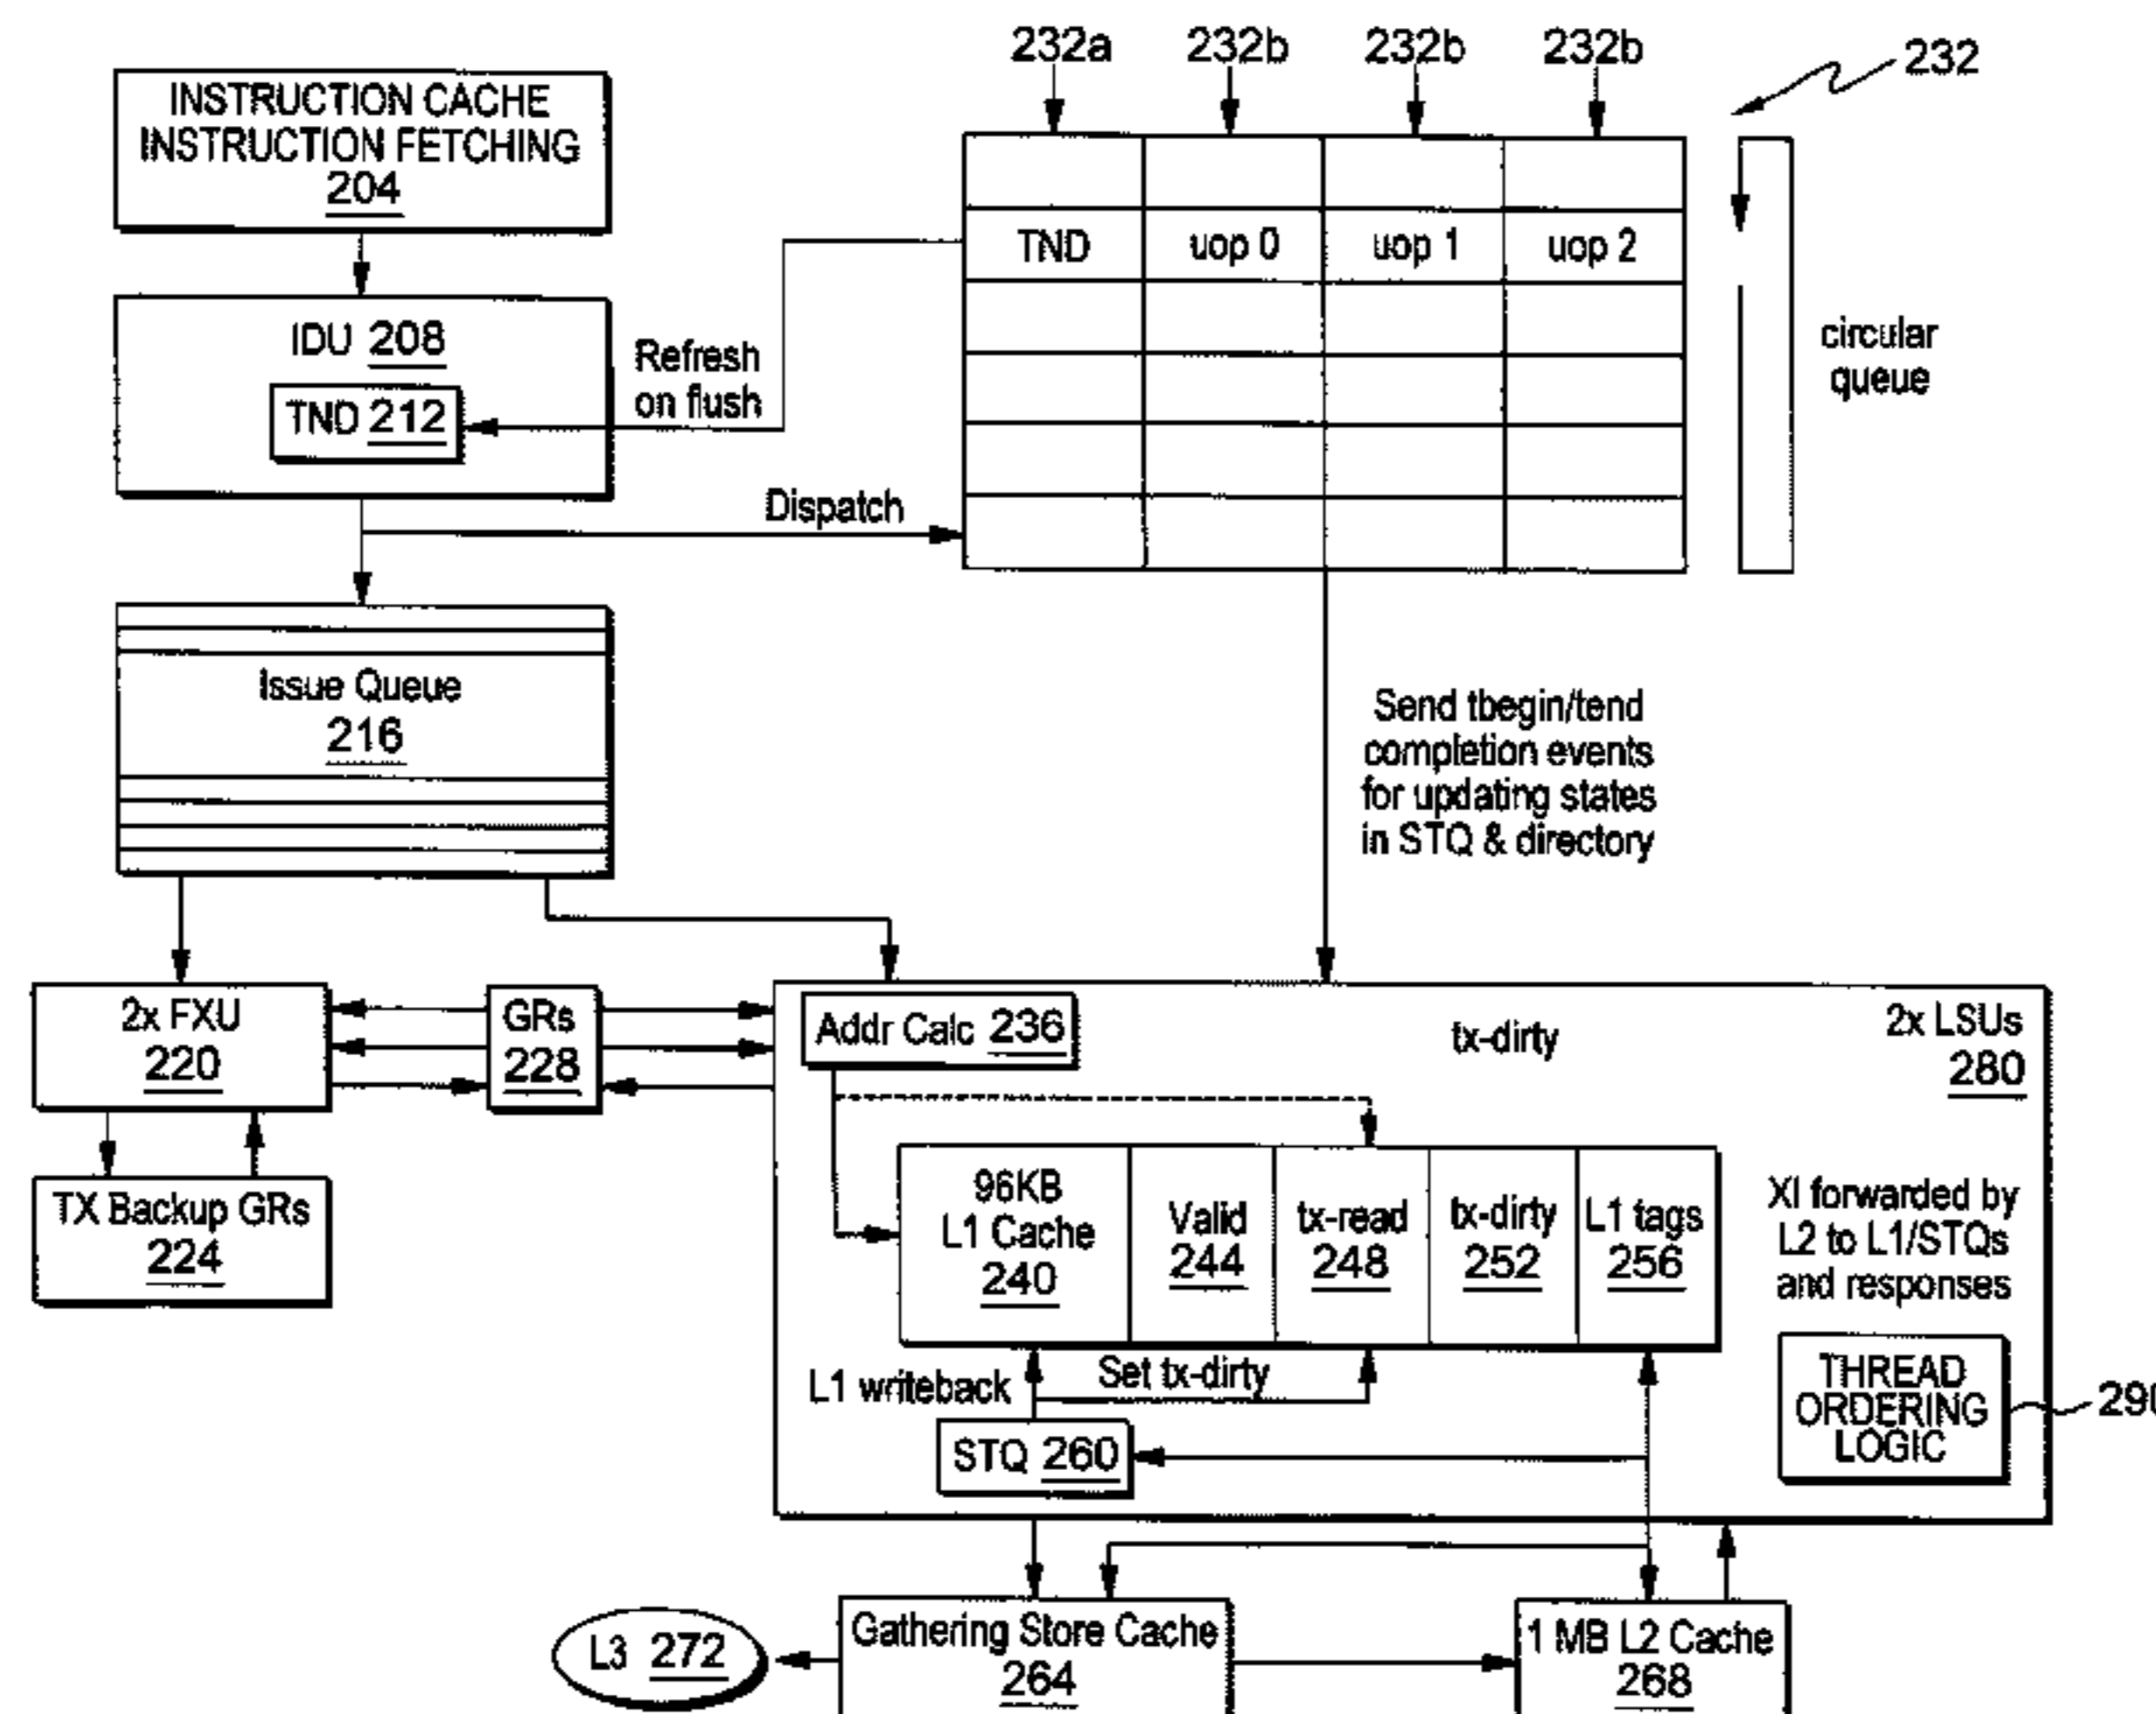 232a 232b 232b 232b
232
INSTRUCTION CACHE
INSTRUCTION FETCHING
204
TND uop 0 uop 1 uop 2
IDU 208
TND 212
Refresh
on flush
circular
queue
Dispatch
Issue Queue
216
Send tbegin/tend
completion events
for updating states
in STQ & directory
2x FXU
220
GRs
228
Addr Calc 236
tx-dirty
2x LSUs
280
TX Backup GRs
224
96KB
L1 Cache
240
Valid
244
tx-read
248
tx-dirty
252
L1 tags
256
XI forwarded by
L2 to L1/STQs
and responses
L1 writeback
Set tx-dirty
STQ 260
THREAD
ORDERING
LOGIC
290
L3 272
Gathering Store Cache
264
1 MB L2 Cache
268